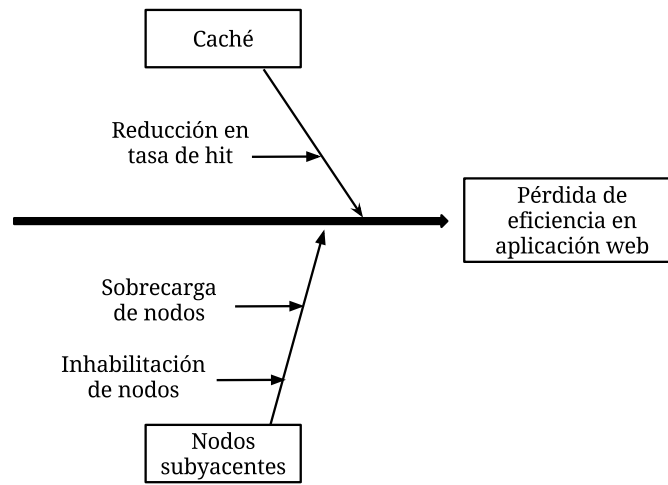 Caché
Reducción en
tasa de hit
Pérdida de
eficiencia en
aplicación web
Sobrecarga
de nodos
Inhabilitación
de nodos
Nodos
subyacentes